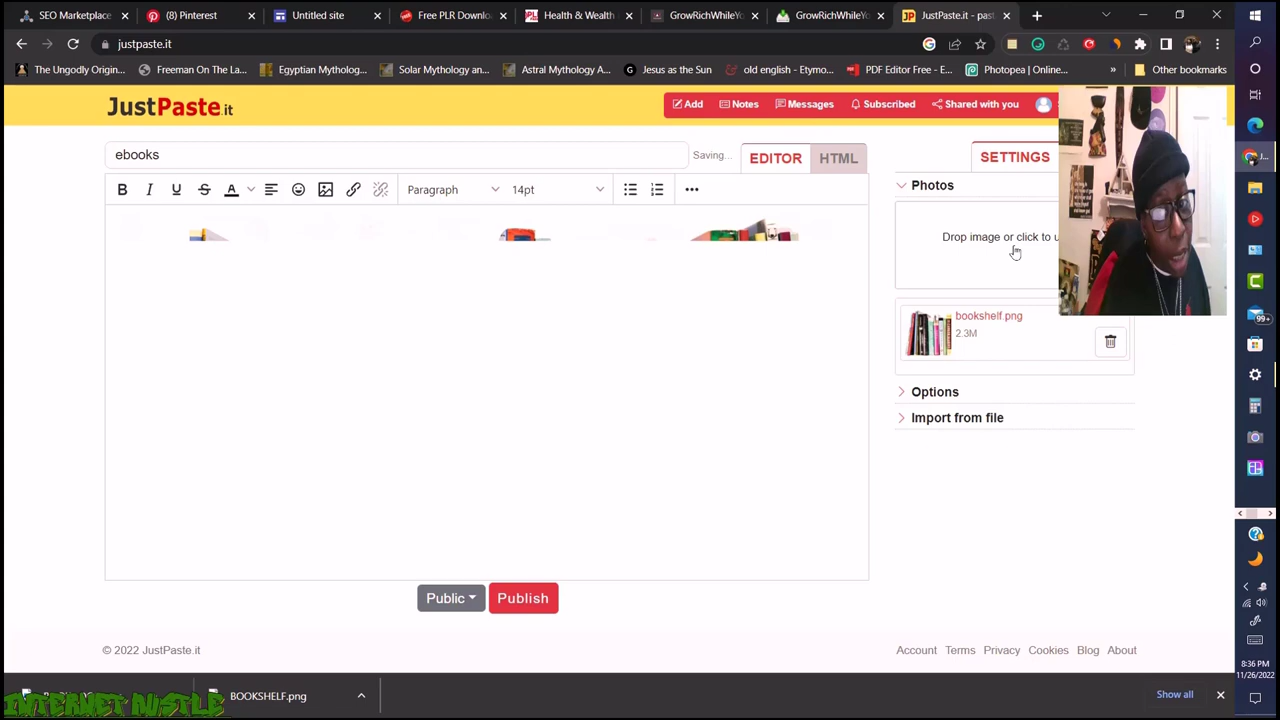 SEO Marketplace
(8) Pinterest
Untitled site
Free PLR Downlo
Health & Wealth
GrowRichWhileYo
GrowRichWhileYo
JustPaste.it - pas
justpaste.it
The Ungodly Origin...
Freeman On The La...
Egyptian Mytholog...
Solar Mythology an...
Astral Mythology A...
Jesus as the Sun
old english - Etymo...
PDF Editor Free - E...
Photopea | Online...
»
Other bookmarks
JustPaste.it
Add
Notes
Messages
Subscribed
Shared with you
ebooks
Saving...
EDITOR
HTML
SETTINGS
B I U S A
Paragraph
14pt
Photos
Drop image or click to u
bookshelf.png
2.3M
Options
Import from file
Public
Publish
© 2022 JustPaste.it
Account
Terms
Privacy
Cookies
Blog
About
99+
8:36 PM
11/26/2022
BOOKSHELF.png
Show all
INTERNET HUSTLE